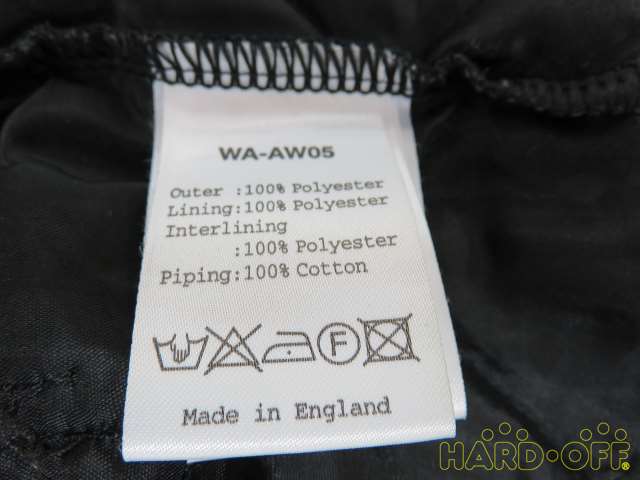 WA-AW05
Outer :100% Polyester
Lining:100% Polyester
Interlining
:100% Polyester
Piping:100% Cotton
F
Made in England
HARD·OFF®